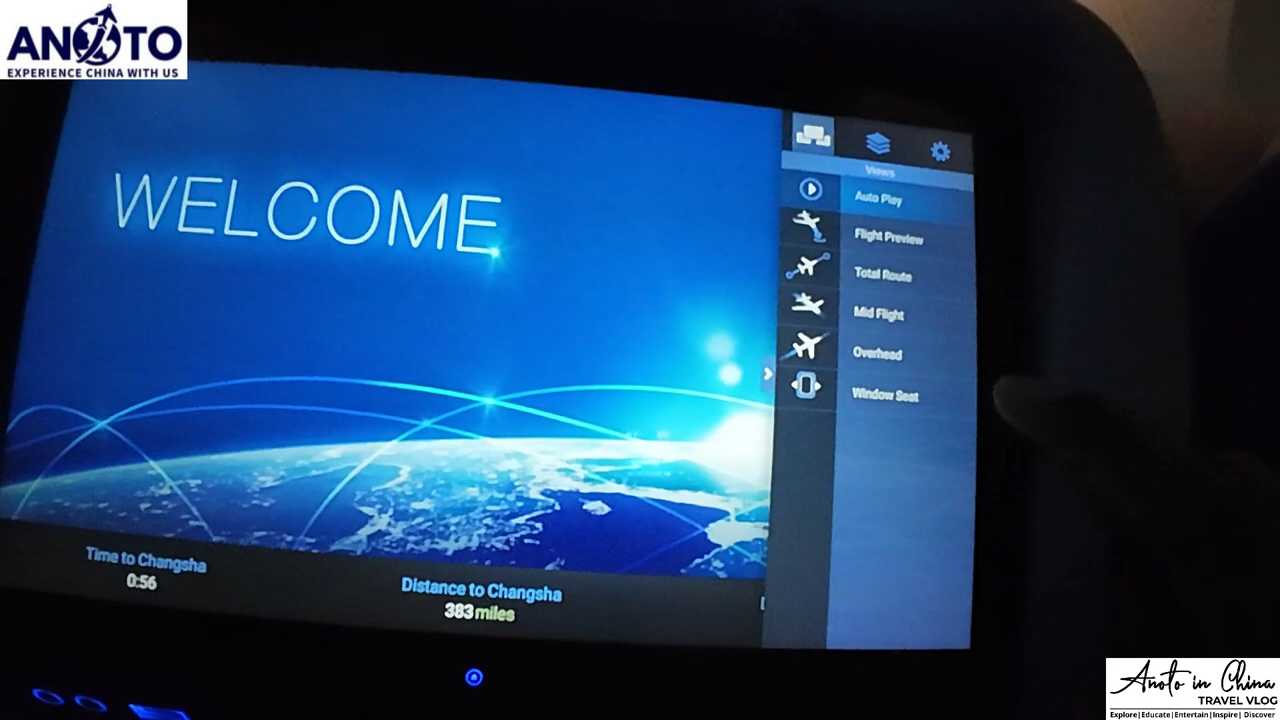 ANOTO
EXPERIENCE CHINA WITH US
WELCOME
Views
Auto Play
Flight Preview
Total Route
Mid Flight
Overhead
Window Seat
Time to Changsha
0:56
Distance to Changsha
383 miles
Anoto in China
TRAVEL VLOG
Explore|Educate|Entertain|Inspire| Discover